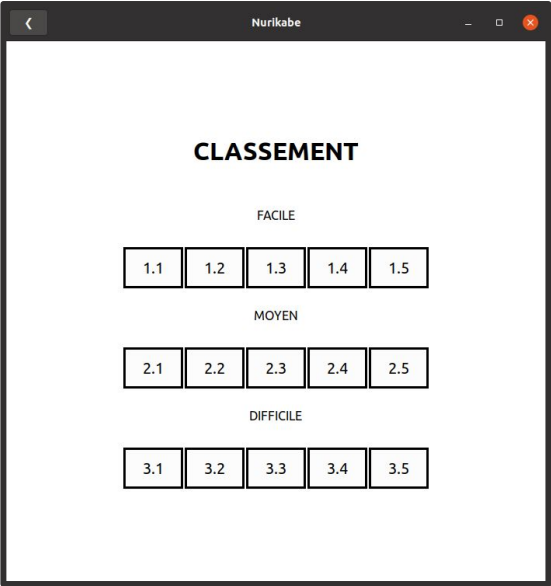 Nurikabe
CLASSEMENT
FACILE
1.1 1.2 1.3 1.4 1.5
MOYEN
2.1 2.2 2.3 2.4 2.5
DIFFICILE
3.1 3.2 3.3 3.4 3.5